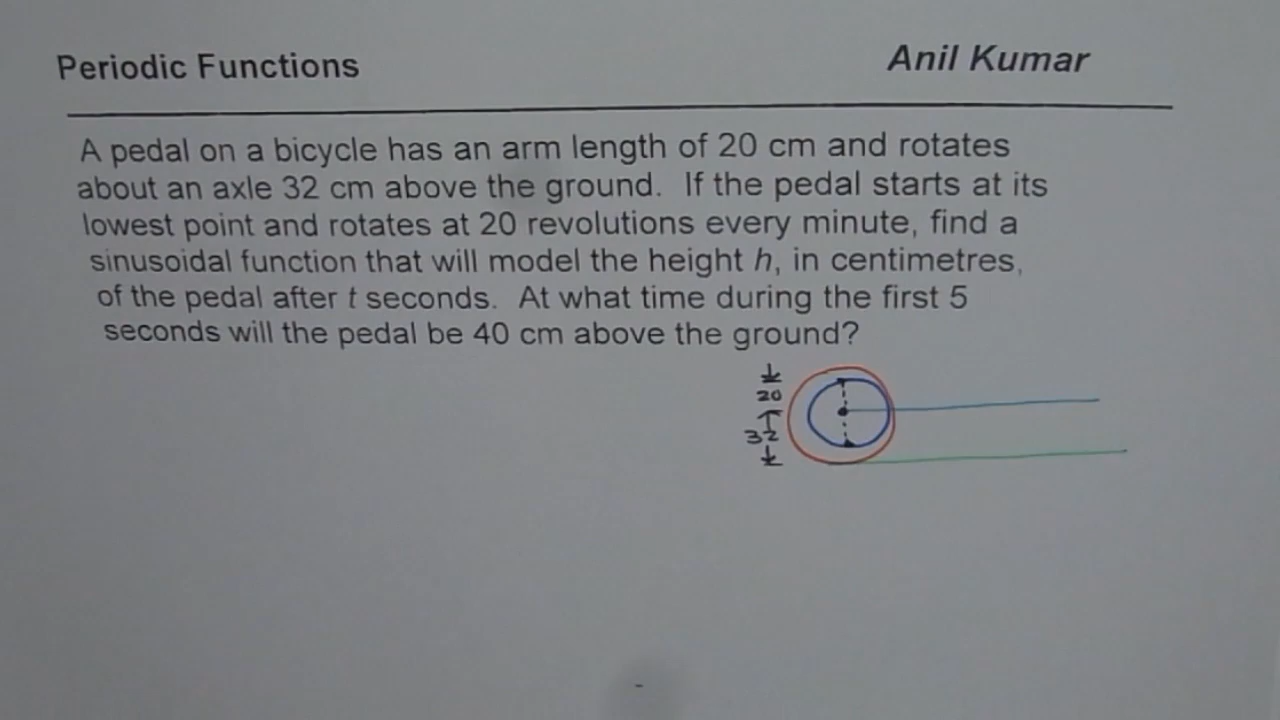 Periodic Functions
Anil Kumar
A pedal on a bicycle has an arm length of 20 cm and rotates
about an axle 32 cm above the ground. If the pedal starts at its
lowest point and rotates at 20 revolutions every minute, find a
sinusoidal function that will model the height h, in centimetres,
of the pedal after t seconds. At what time during the first 5
seconds will the pedal be 40 cm above the ground?
20
32